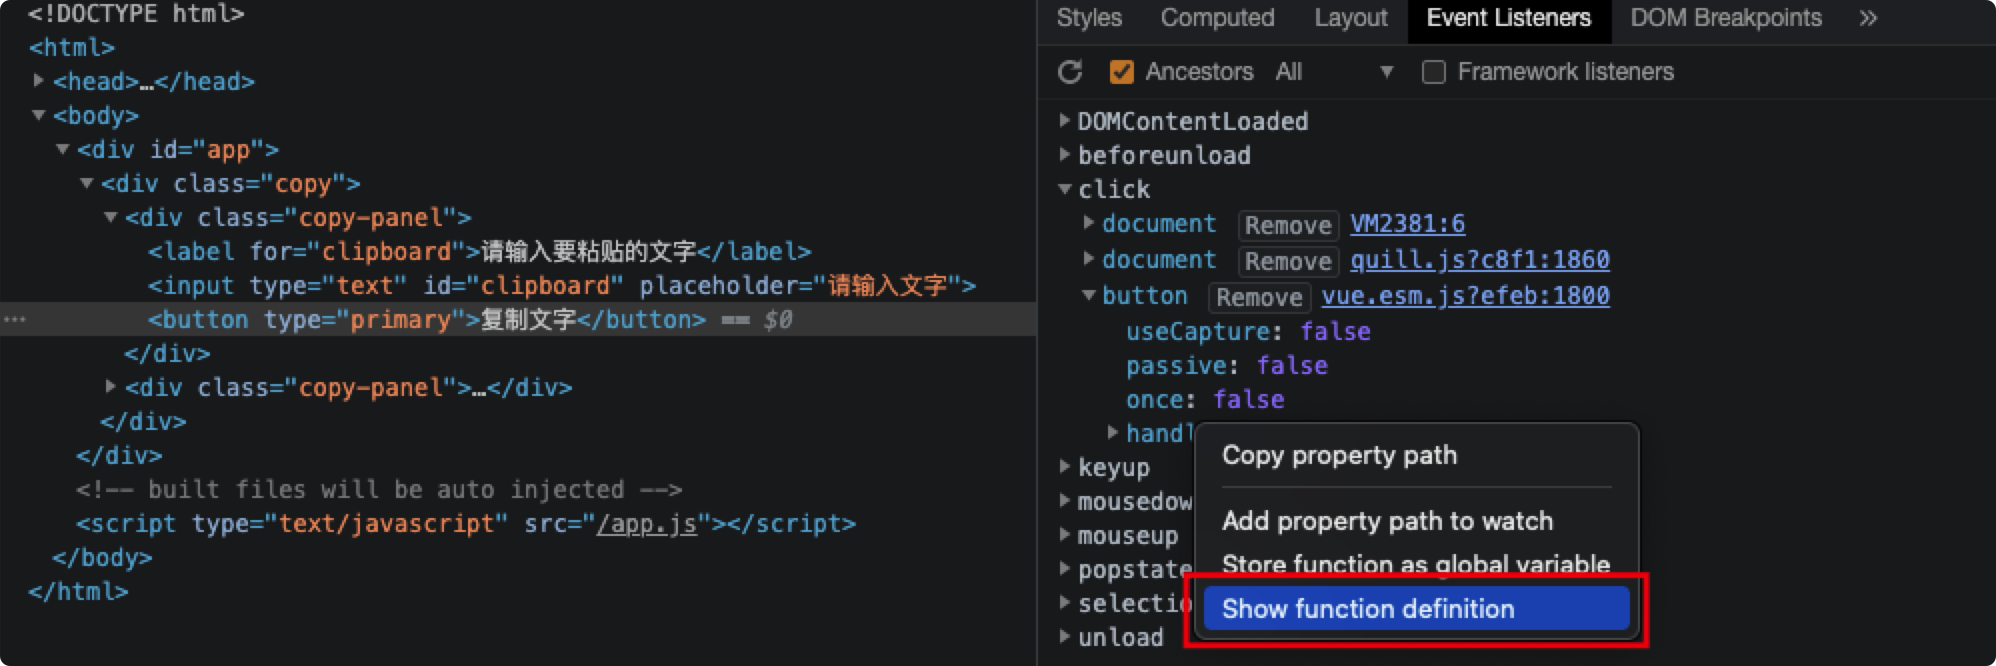 <!DOCTYPE html>
<html>
<head>…</head>
<body>
<div id="app">
<div class="copy">
<div class="copy-panel">
<label for="clipboard">请输入要粘贴的文字</label>
<input type="text" id="clipboard" placeholder="请输入文字">
<button type="primary">复制文字</button> == $0
</div>
<div class="copy-panel">…</div>
</div>
</div>
<!-- built files will be auto injected -->
<script type="text/javascript" src="/app.js"></script>
</body>
</html>
Styles Computed Layout Event Listeners DOM Breakpoints »
Ancestors All Framework listeners
DOMContentLoaded
beforeunload
click
document Remove VM2381:6
document Remove quill.js?c8f1:1860
button Remove vue.esm.js?efeb:1800
useCapture: false
passive: false
once: false
handl
keyup
mousedow
mouseup
popstate
selectio
unload
Copy property path
Add property path to watch
Store function as global variable
Show function definition